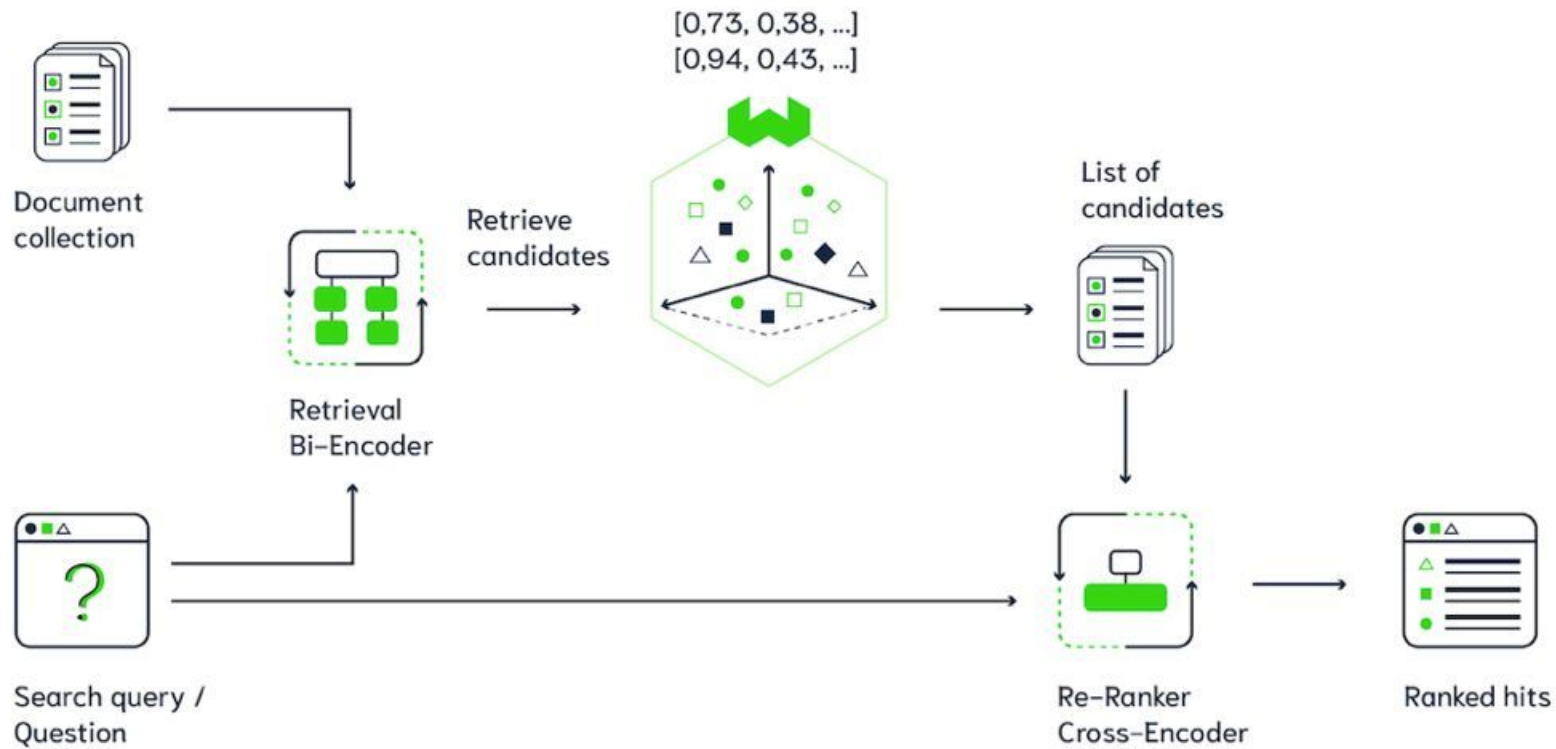 [0,73, 0,38, ...]
[0,94, 0,43, ...]
Document
collection
Retrieve
candidates
List of
candidates
Retrieval
Bi-Encoder
?
Search query /
Question
Re-Ranker
Cross-Encoder
Ranked hits